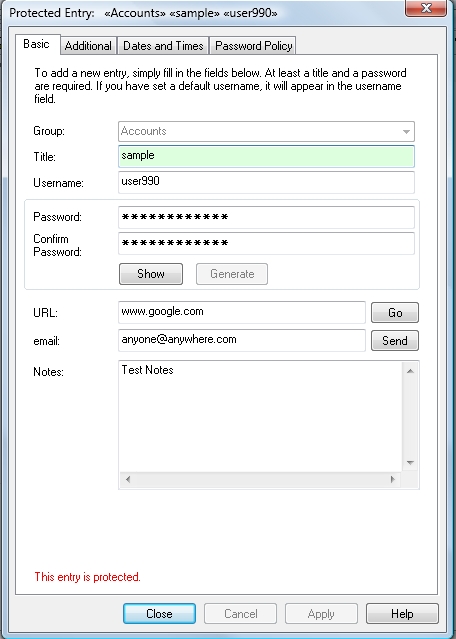 Protected Entry: «Accounts» «sample» «user990»
Basic Additional Dates and Times Password Policy
To add a new entry, simply fill in the fields below. At least a title and a password
are required. If you have set a default username, it will appear in the username
field.
Group: Accounts
Title: sample
Username: user990
Password: ************
Confirm
Password: ************
Show Generate
URL: www.google.com Go
email: anyone@anywhere.com Send
Notes: Test Notes
This entry is protected.
Close Cancel Apply Help